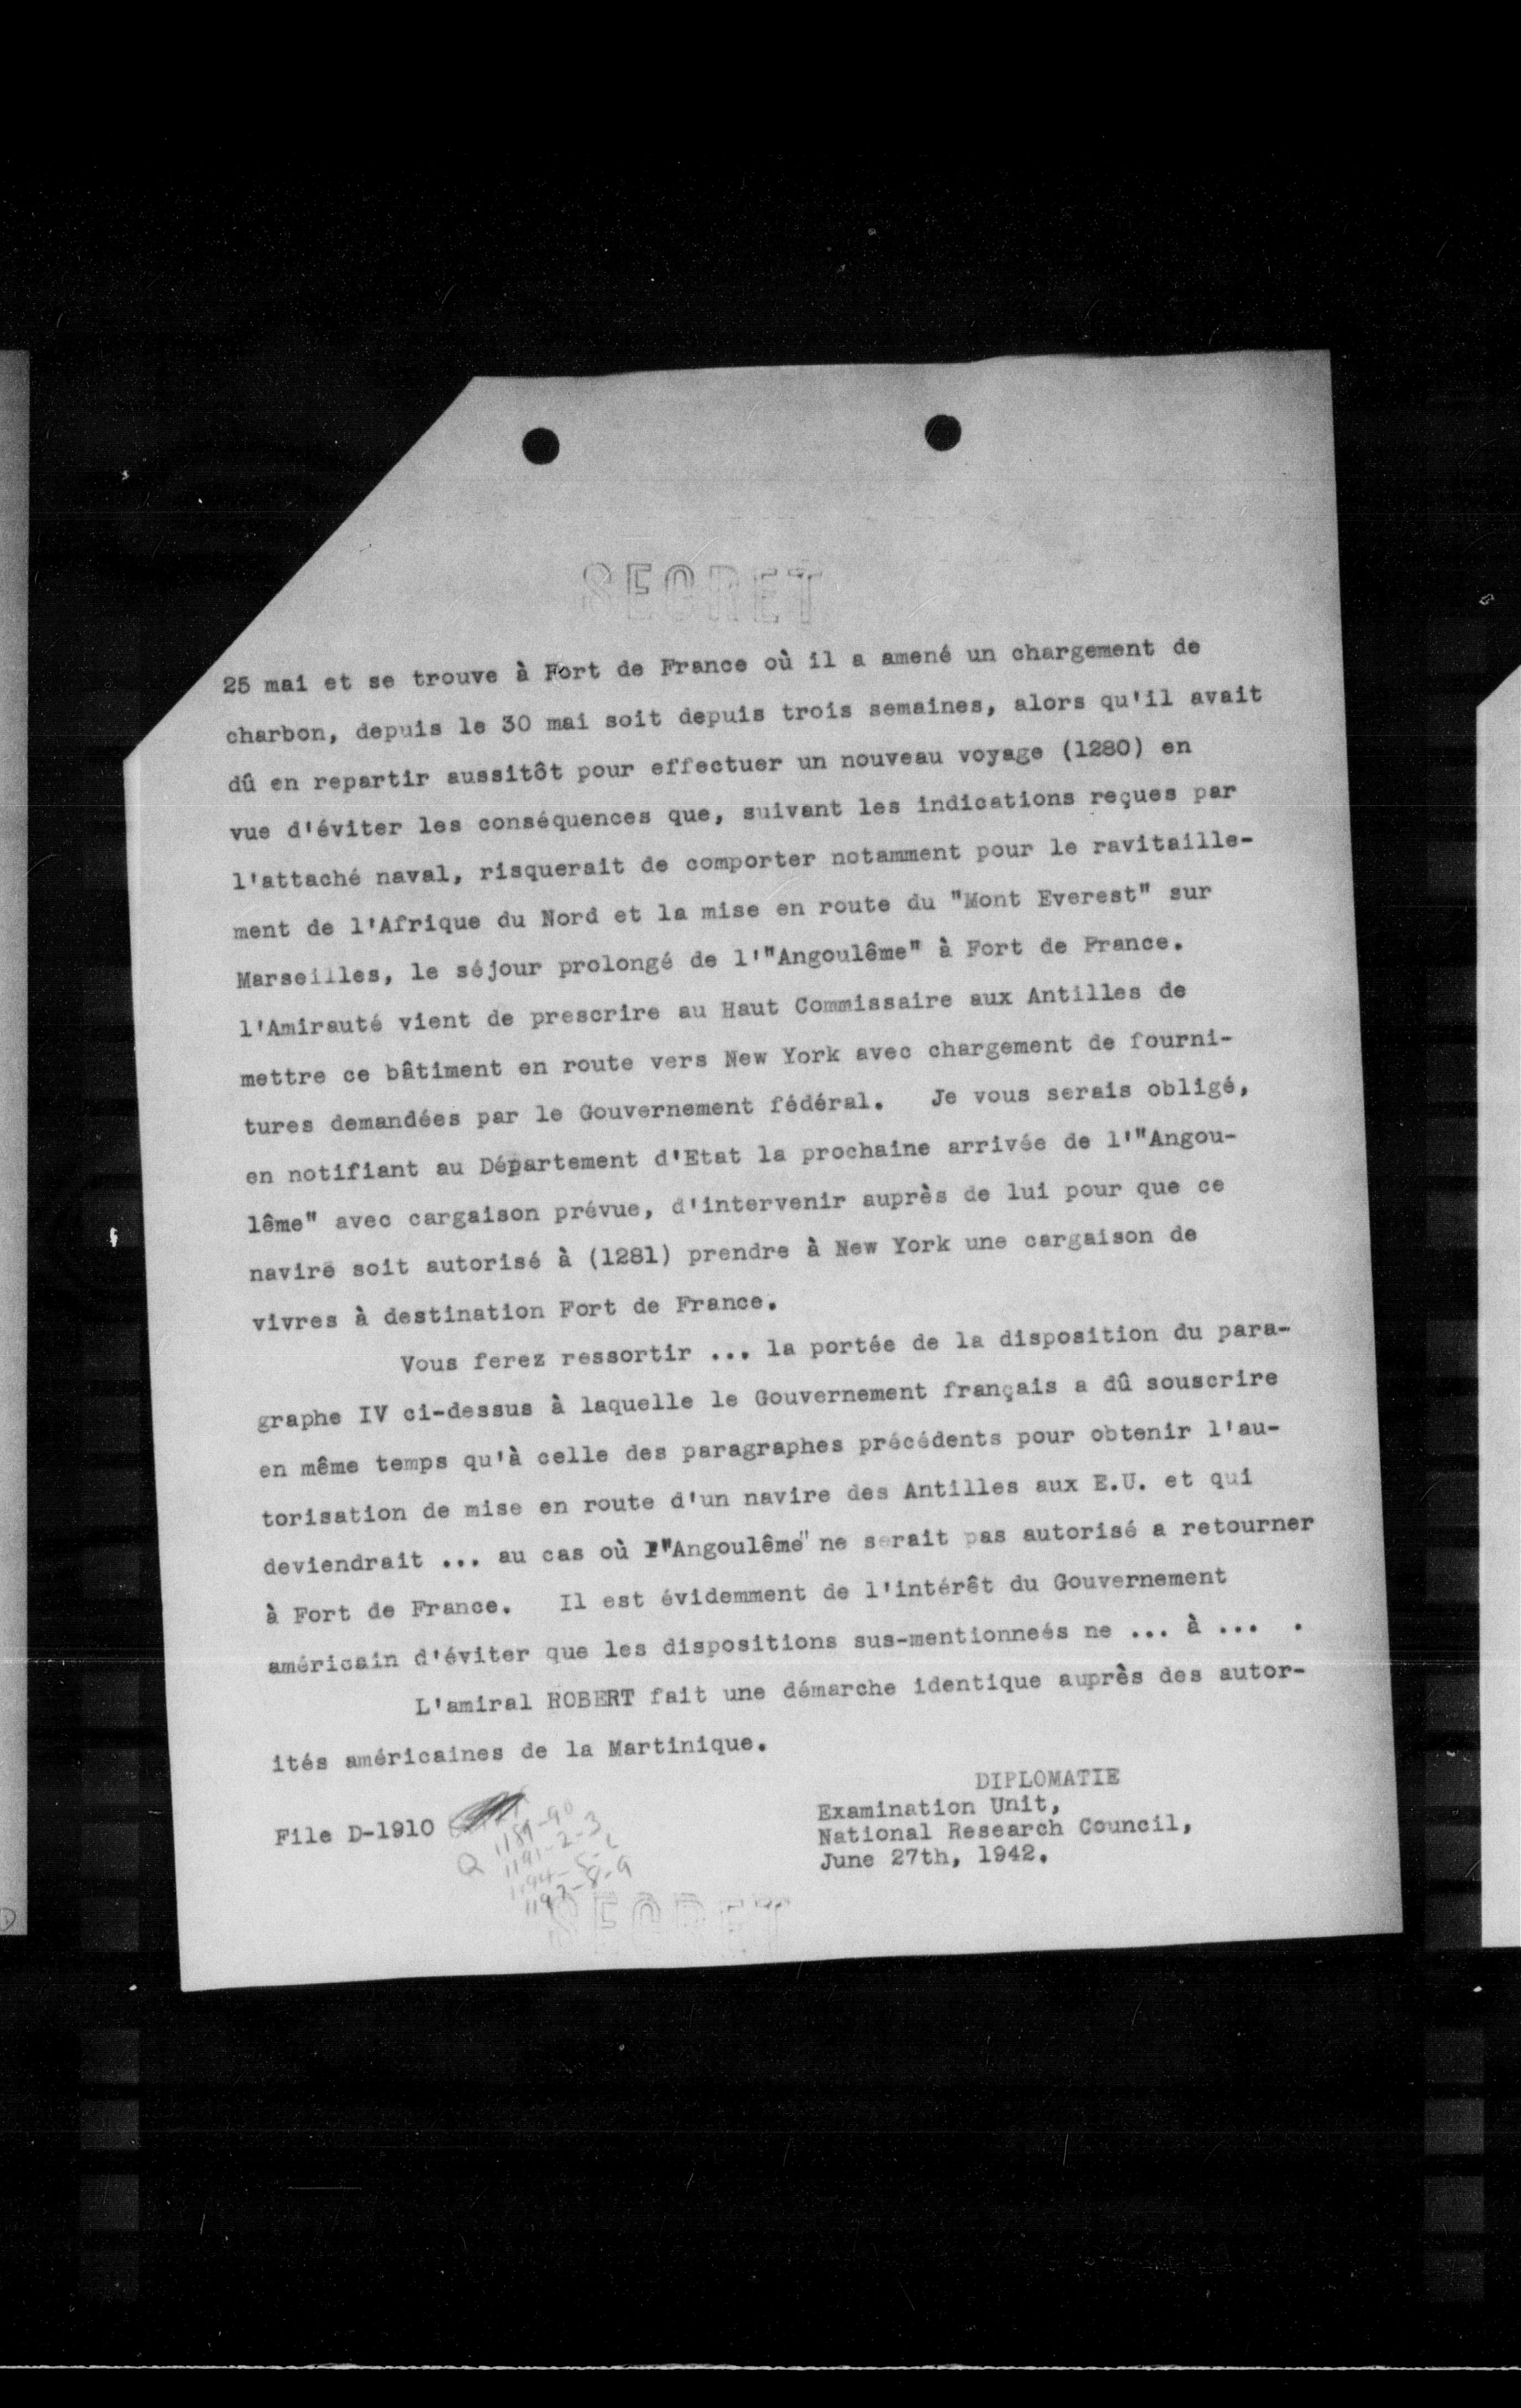 SECRET
25 mai et se trouve à Fort de France où il a amené un chargement de
charbon, depuis le 30 mai soit depuis trois semaines, alors qu'il avait
dû en repartir aussitôt pour effectuer un nouveau voyage (1280) en
vue d'éviter les conséquences que, suivant les indications reçues par
l'attaché naval, risquerait de comporter notamment pour le ravitaille-
ment de l'Afrique du Nord et la mise en route du "Mont Everest" sur
Marseilles, le séjour prolongé de l'"Angoulême" à Fort de France.
l'Amirauté vient de prescrire au Haut Commissaire aux Antilles de
mettre ce bâtiment en route vers New York avec chargement de fourni-
tures demandées par le Gouvernement fédéral. Je vous serais obligé,
en notifiant au Département d'Etat la prochaine arrivée de l'"Angou-
lême" avec cargaison prévue, d'intervenir auprès de lui pour que ce
navire soit autorisé à (1281) prendre à New York une cargaison de
vivres à destination Fort de France.
Vous ferez ressortir ... la portée de la disposition du para-
graphe IV ci-dessus à laquelle le Gouvernement français a dû souscrire
en même temps qu'à celle des paragraphes précédents pour obtenir l'au-
torisation de mise en route d'un navire des Antilles aux E.U. et qui
deviendrait ... au cas où l'"Angoulême" ne serait pas autorisé a retourner
à Fort de France. Il est évidemment de l'intérêt du Gouvernement
américain d'éviter que les dispositions sus-mentionneés ne ... à ... .
L'amiral ROBERT fait une démarche identique auprès des autor-
ités américaines de la Martinique.
DIPLOMATIE
Examination Unit,
National Research Council,
June 27th, 1942.
File D-1910
Q 1189-90
1191-2-3
1197-8-9
SECRET